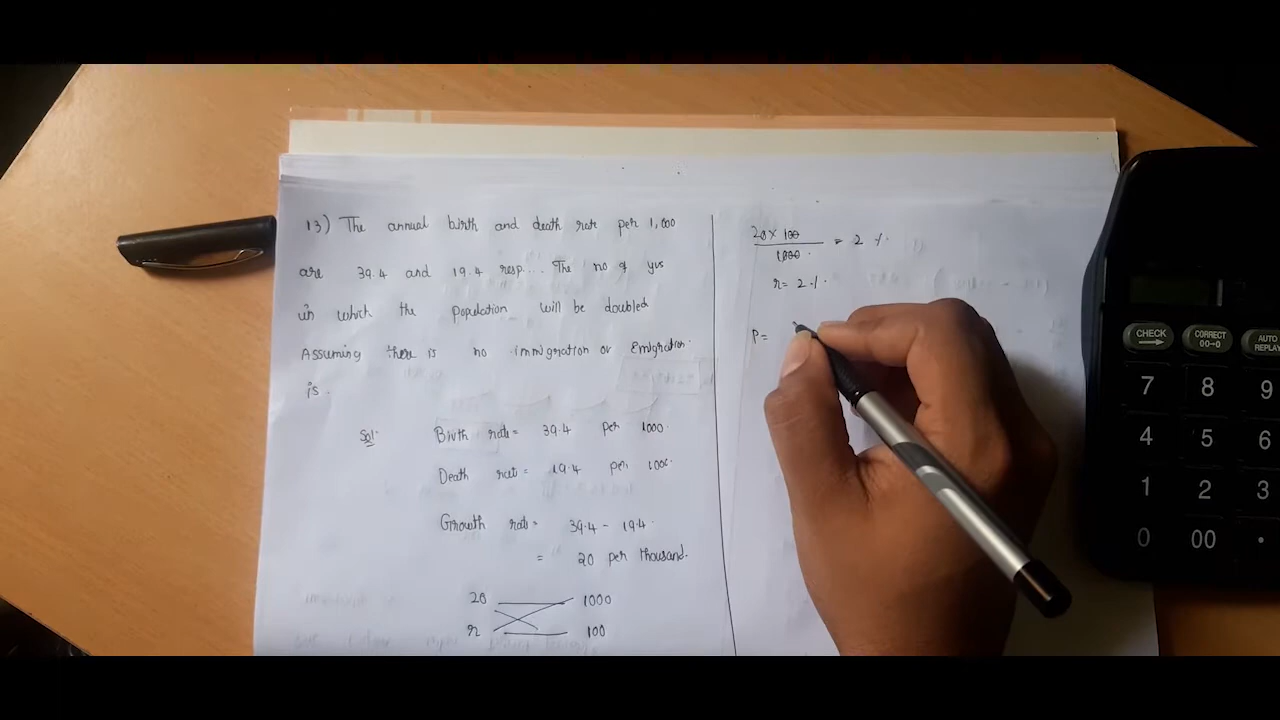 13) The annual birth and death rate per 1,000
are 39.4 and 19.4 resp.... The no of yrs
in which the population will be doubled
Assuming there is no immigration or Emigration.
is.
Sol:
Birth rate = 39.4 per 1000.
Death rate = 19.4 per 1000.
Growth rate = 39.4 - 19.4.
= 20 per thousand.
20 1000
r 100
20 × 100
1000
= 2 %.
r = 2 %.
P =
CHECK
CORRECT
00→0
AUTO
REPLAY
7 8 9
4 5 6
1 2 3
0 00 •